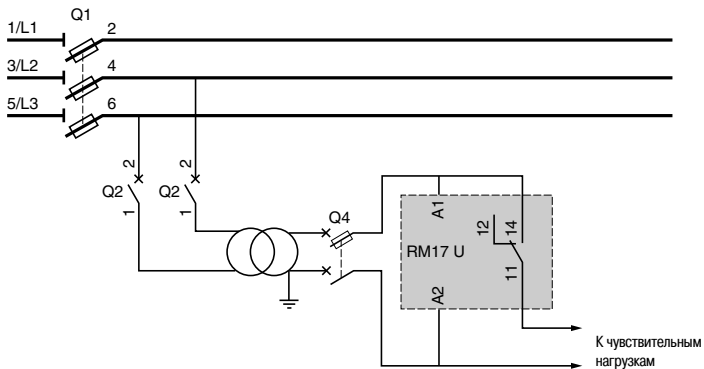 Q1
1/L1
2
3/L2
4
5/L3
6
2
2
Q2
Q2
1
1
Q4
A1
12
14
RM17 U
11
A2
К чувствительным
нагрузкам